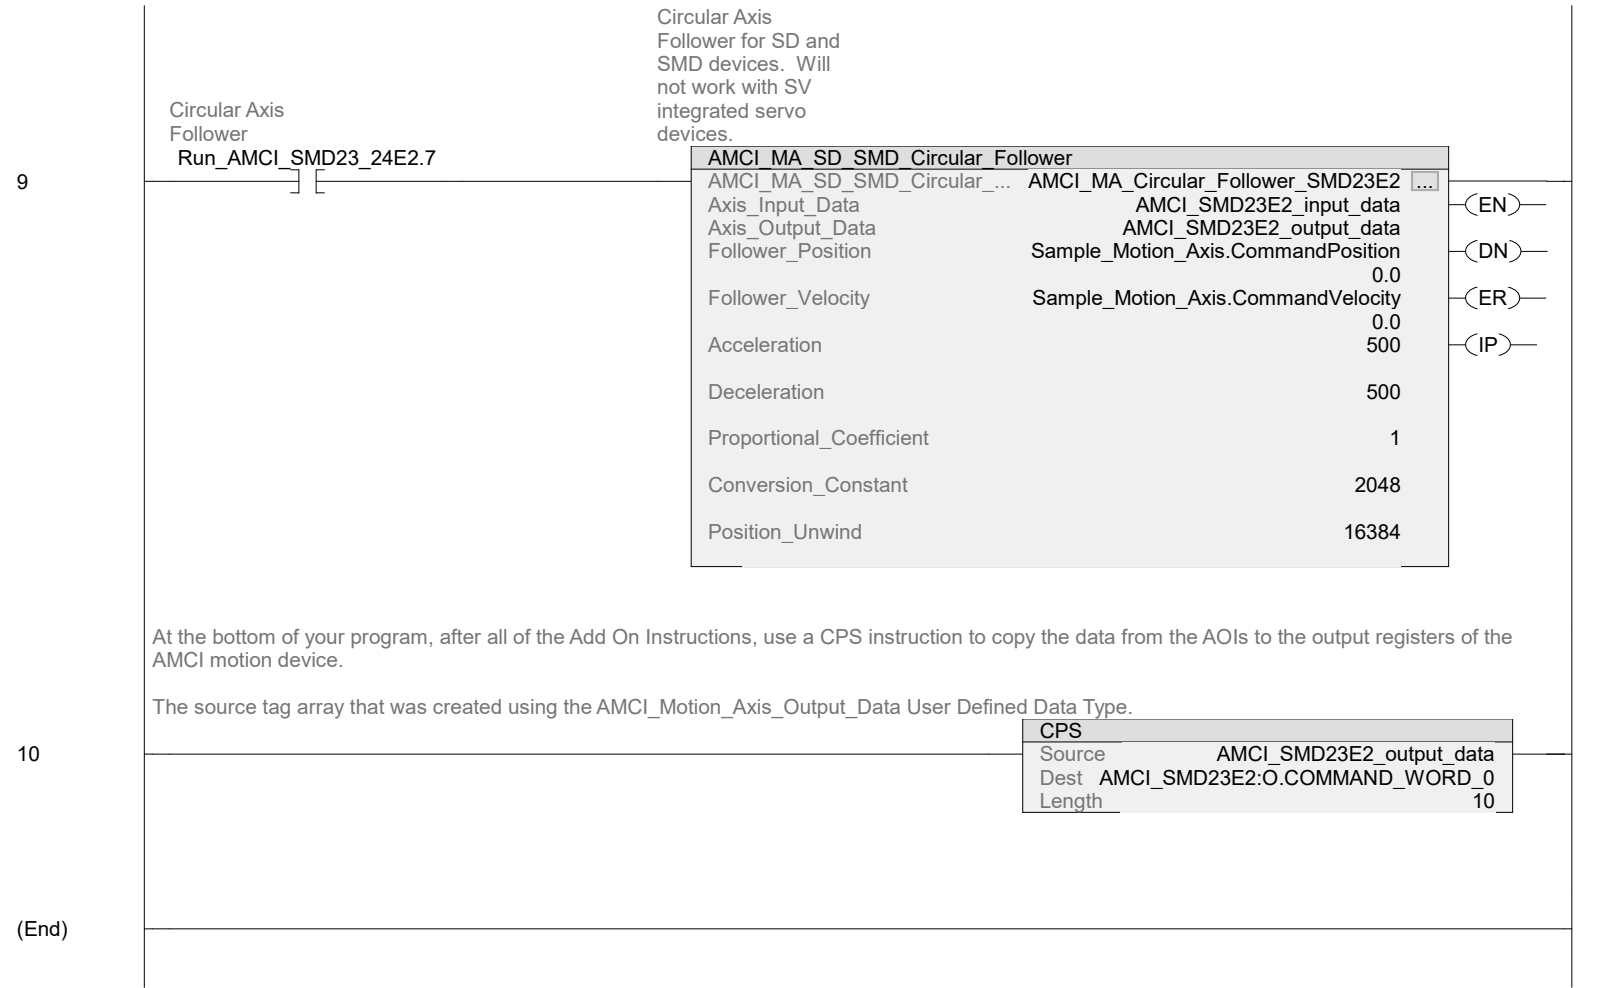 Circular Axis
Follower for SD and
SMD devices.  Will
not work with SV
integrated servo
devices.
Circular Axis
Follower
Run_AMCI_SMD23_24E2.7
9
AMCI_MA_SD_SMD_Circular_Follower
AMCI_MA_SD_SMD_Circular_... AMCI_MA_Circular_Follower_SMD23E2 ...
Axis_Input_Data AMCI_SMD23E2_input_data
(EN)
Axis_Output_Data AMCI_SMD23E2_output_data
Follower_Position Sample_Motion_Axis.CommandPosition
(DN)
0.0
Follower_Velocity Sample_Motion_Axis.CommandVelocity
(ER)
0.0
Acceleration 500
(IP)
Deceleration 500
Proportional_Coefficient 1
Conversion_Constant 2048
Position_Unwind 16384
At the bottom of your program, after all of the Add On Instructions, use a CPS instruction to copy the data from the AOIs to the output registers of the
AMCI motion device.
The source tag array that was created using the AMCI_Motion_Axis_Output_Data User Defined Data Type.
10
CPS
Source AMCI_SMD23E2_output_data
Dest AMCI_SMD23E2:O.COMMAND_WORD_0
Length 10
(End)